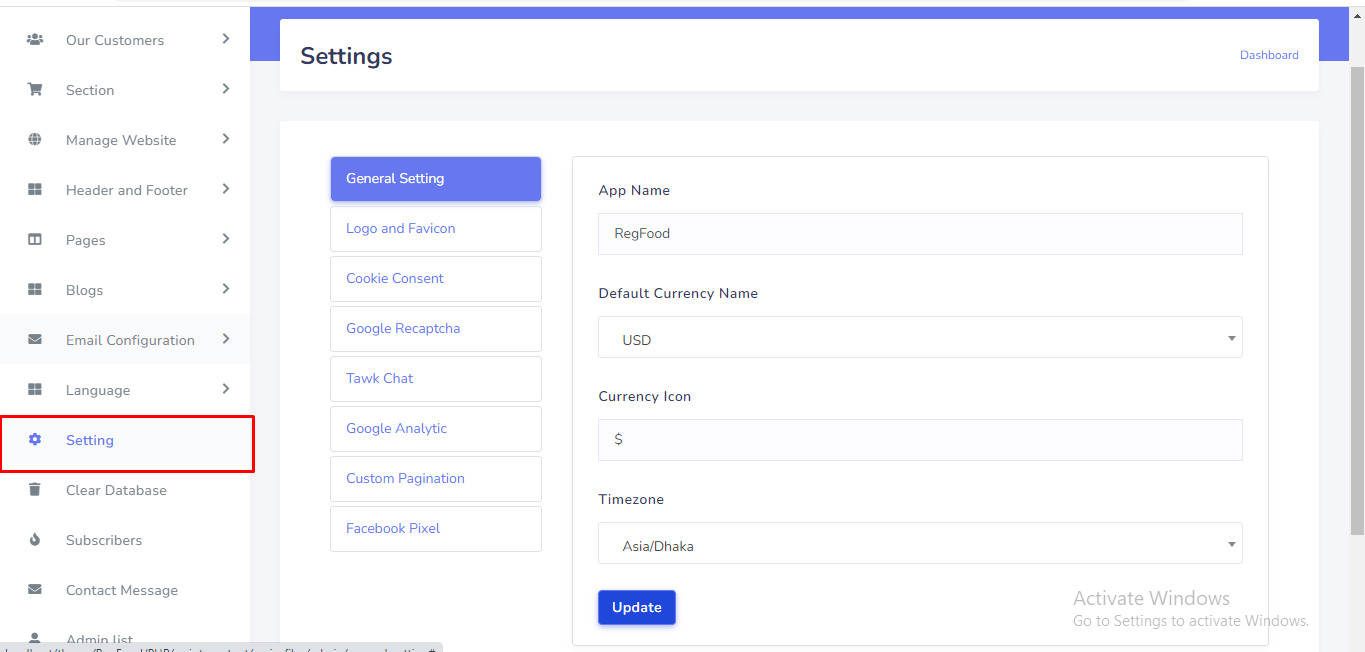 Our Customers
Section
Manage Website
Header and Footer
Pages
Blogs
Email Configuration
Language
Setting
Clear Database
Subscribers
Contact Message
Admin list
Settings
Dashboard
General Setting
Logo and Favicon
Cookie Consent
Google Recaptcha
Tawk Chat
Google Analytic
Custom Pagination
Facebook Pixel
App Name
RegFood
Default Currency Name
USD
Currency Icon
$
Timezone
Asia/Dhaka
Update
Activate Windows
Go to Settings to activate Windows.